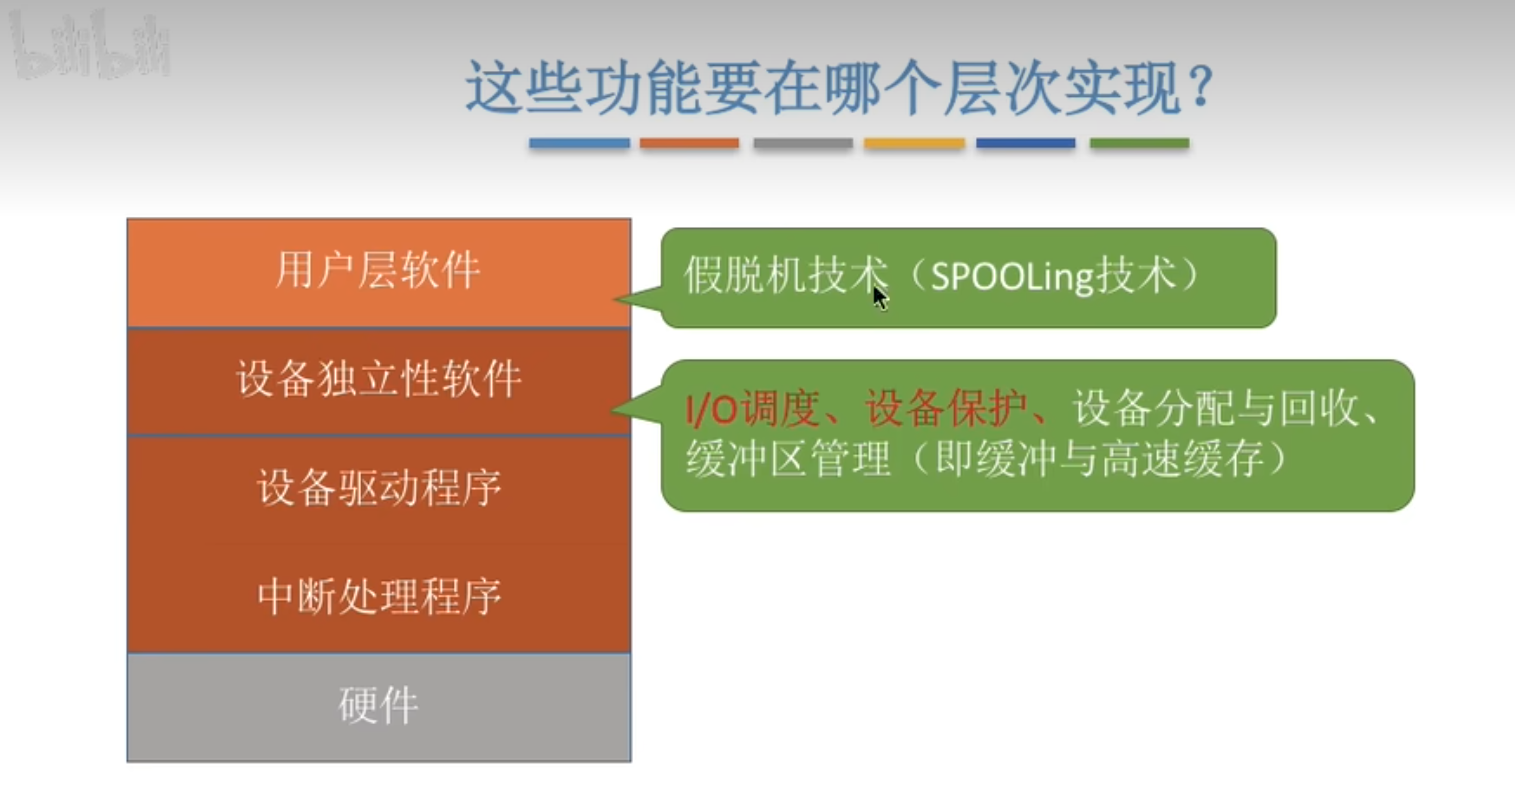 bilibili
这些功能要在哪个层次实现？
用户层软件
假脱机技术（SPOOLing技术）
设备独立性软件
I/O调度、设备保护、设备分配与回收、
缓冲区管理（即缓冲与高速缓存）
设备驱动程序
中断处理程序
硬件